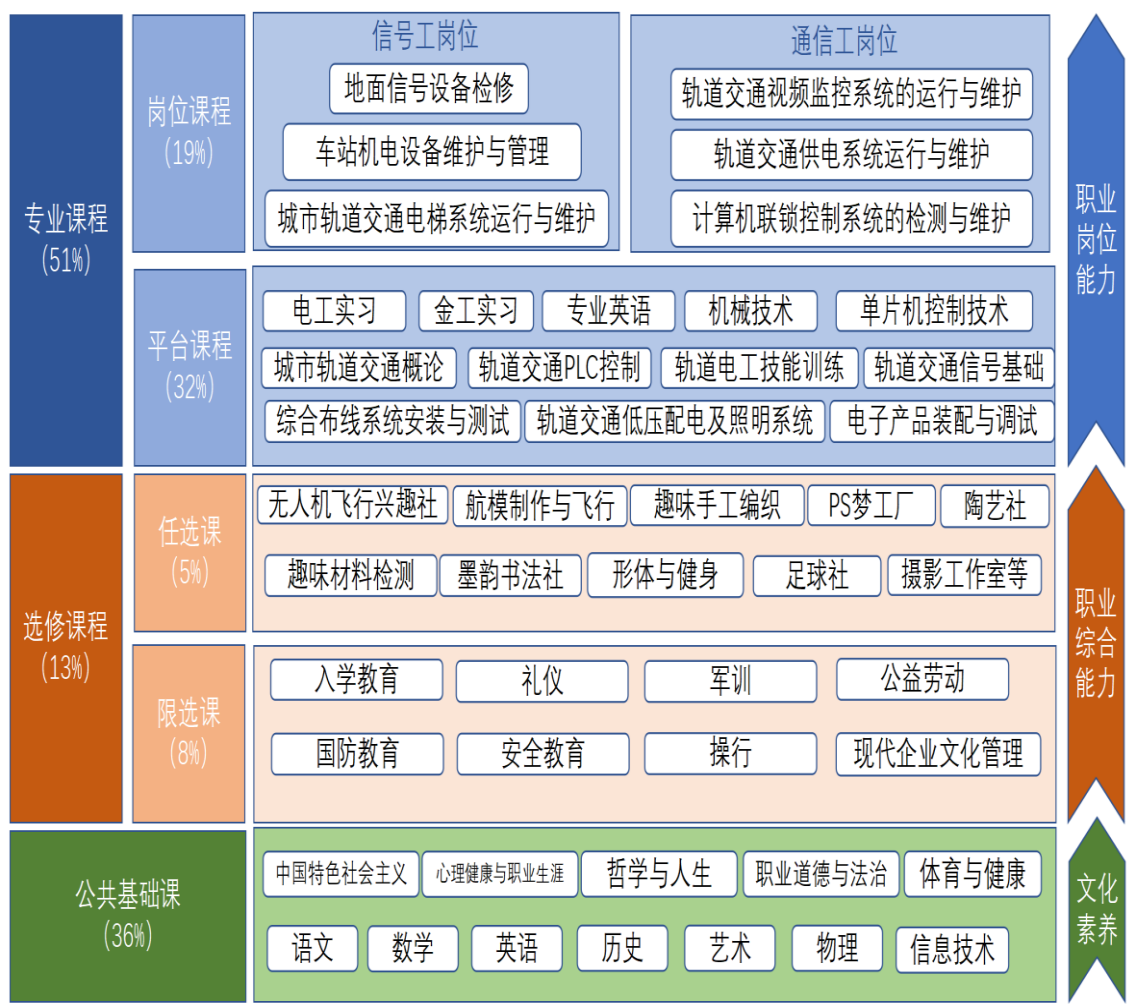 专业课程
(51%)
岗位课程
(19%)
信号工岗位
地面信号设备检修
车站机电设备维护与管理
城市轨道交通电梯系统运行与维护
通信工岗位
轨道交通视频监控系统的运行与维护
轨道交通供电系统运行与维护
计算机联锁控制系统的检测与维护
平台课程
(32%)
电工实习
金工实习
专业英语
机械技术
单片机控制技术
城市轨道交通概论
轨道交通PLC控制
轨道电工技能训练
轨道交通信号基础
综合布线系统安装与测试
轨道交通低压配电及照明系统
电子产品装配与调试
职业
岗位
能力
选修课程
(13%)
任选课
(5%)
无人机飞行兴趣社
航模制作与飞行
趣味手工编织
PS梦工厂
陶艺社
趣味材料检测
墨韵书法社
形体与健身
足球社
摄影工作室等
限选课
(8%)
入学教育
礼仪
军训
公益劳动
国防教育
安全教育
操行
现代企业文化管理
职业
综合
能力
公共基础课
(36%)
中国特色社会主义
心理健康与职业生涯
哲学与人生
职业道德与法治
体育与健康
语文
数学
英语
历史
艺术
物理
信息技术
文化
素养